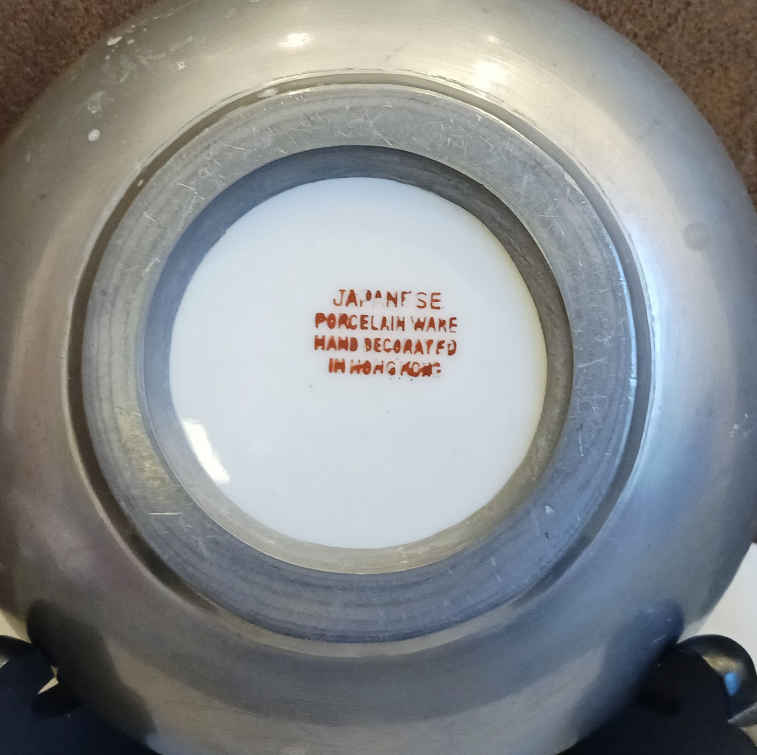 JAPANESE
PORCELAIN WARE
HAND DECORATED
IN HONG KONG